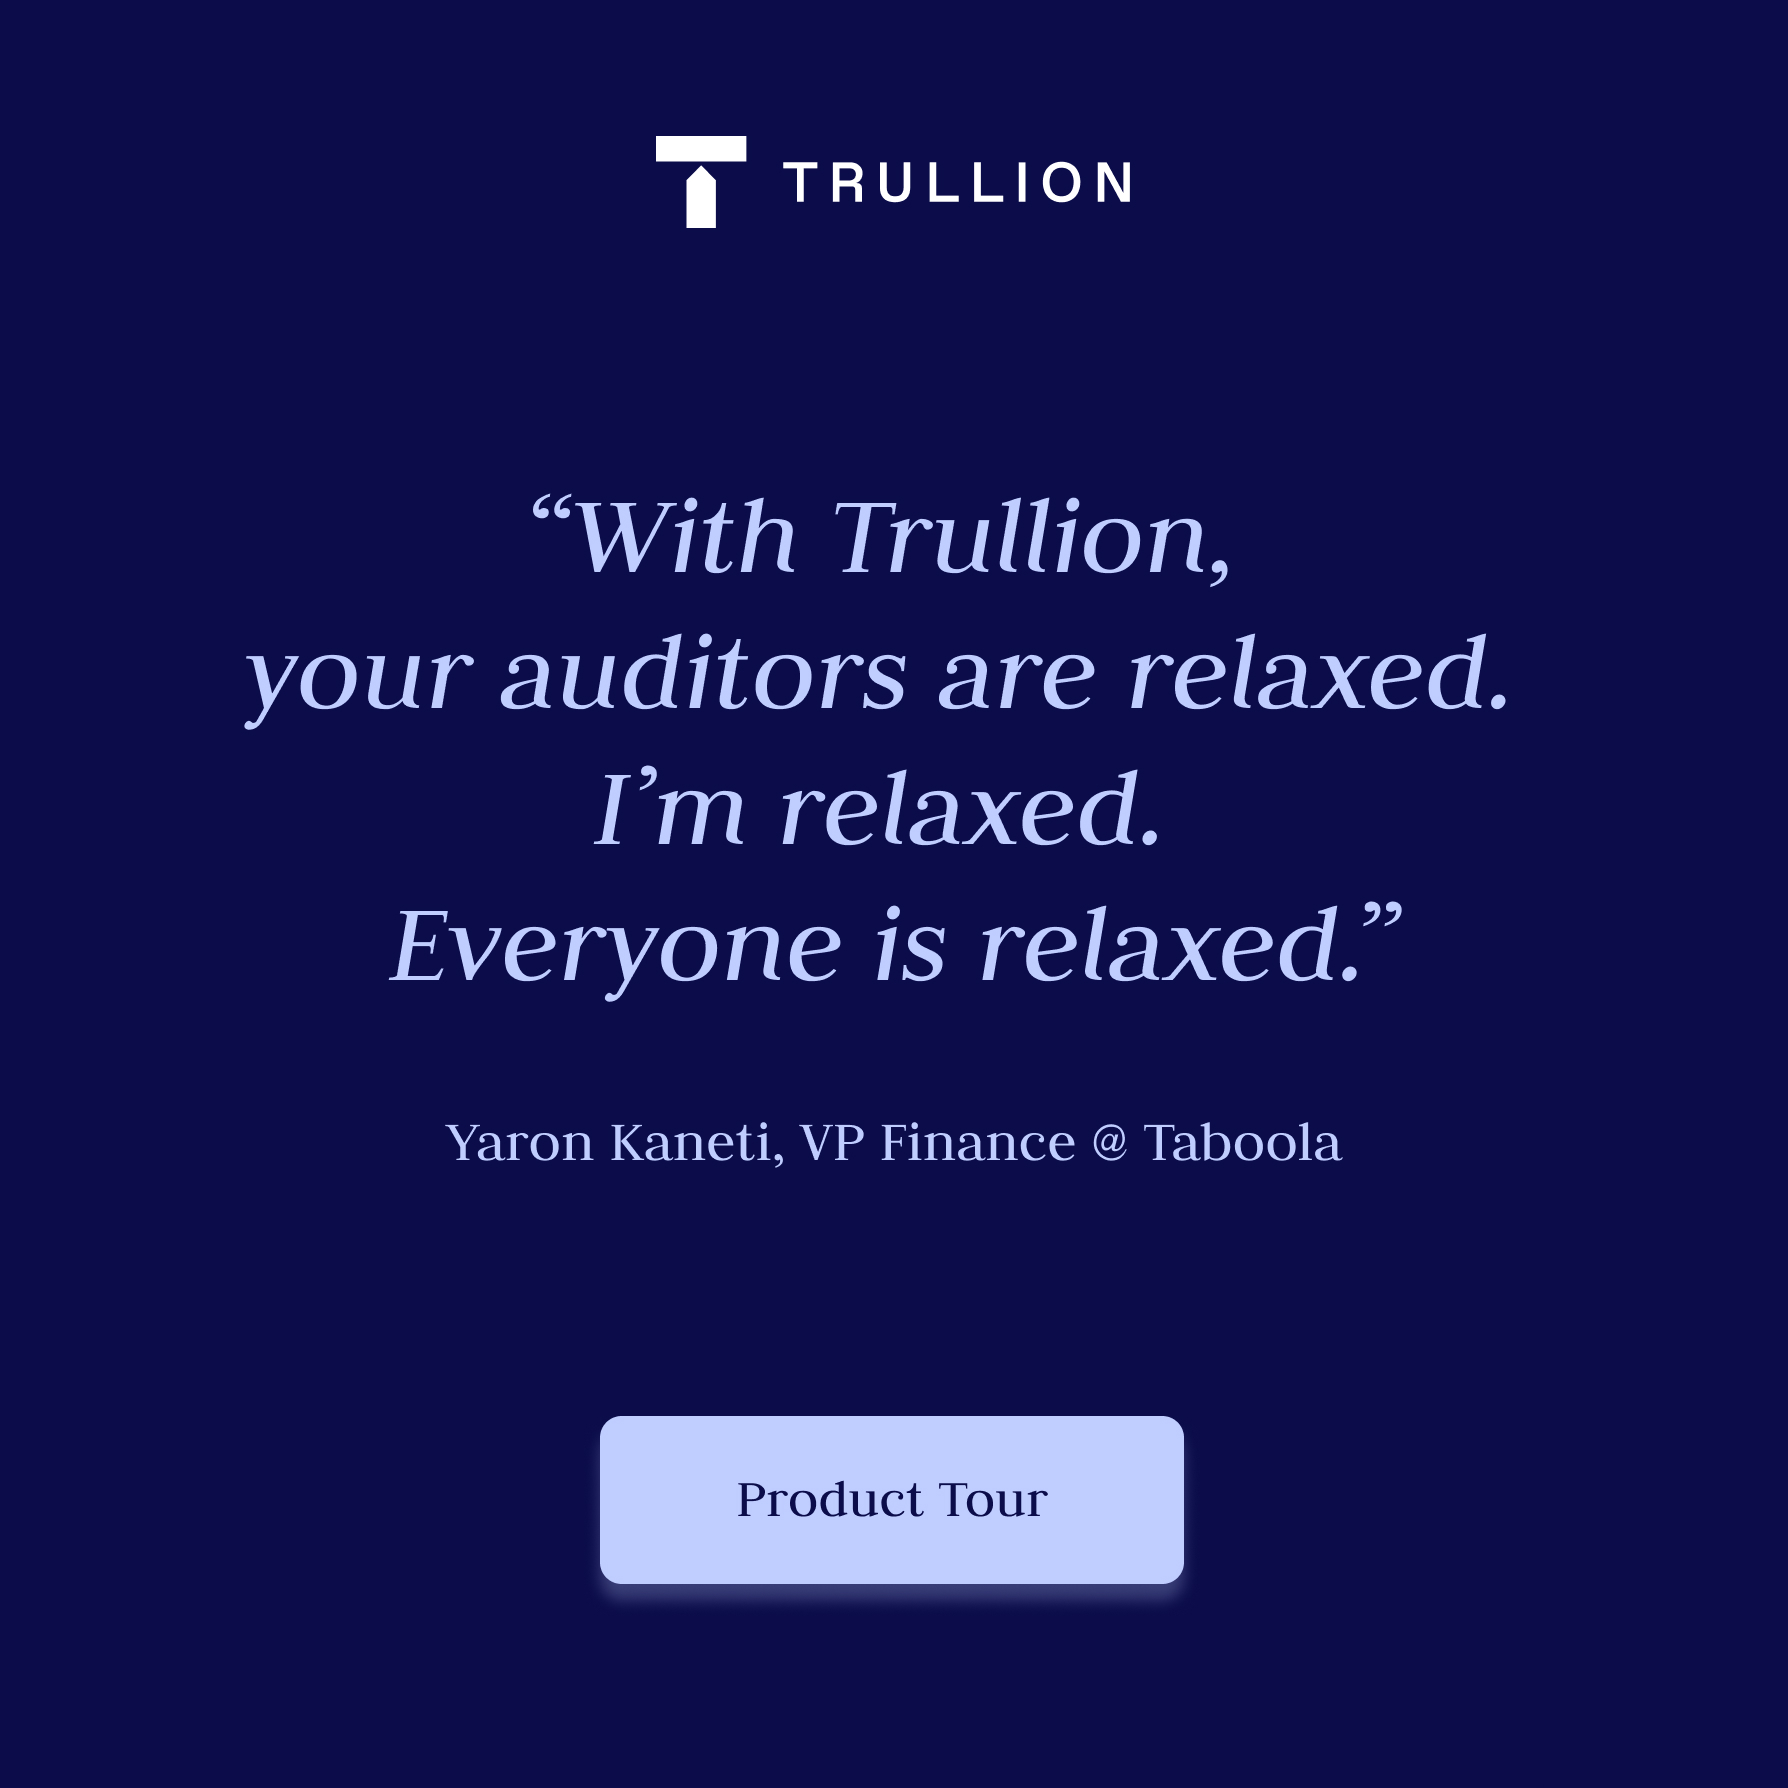 TRULLION
“With Trullion,
your auditors are relaxed.
I’m relaxed.
Everyone is relaxed.”
Yaron Kaneti, VP Finance @ Taboola
Product Tour